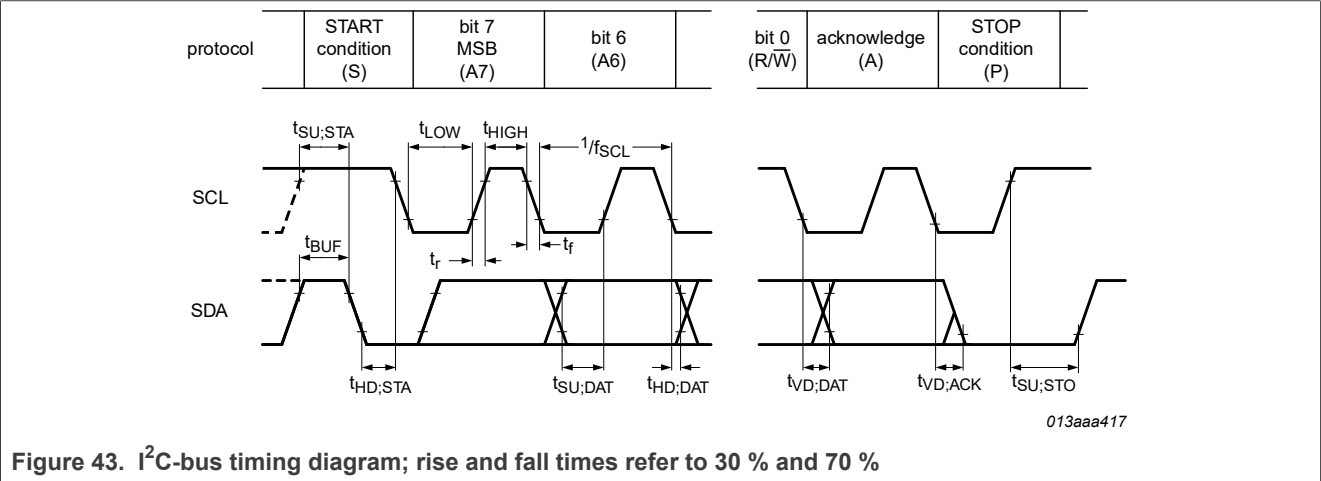 protocol
START condition (S)
bit 7 MSB (A7)
bit 6 (A6)
bit 0 (R/W̅)
acknowledge (A)
STOP condition (P)
tSU;STA
tLOW
tHIGH
1/fSCL
SCL
tBUF
tr
tf
SDA
tHD;STA
tSU;DAT
tHD;DAT
tVD;DAT
tVD;ACK
tSU;STO
013aaa417
Figure 43. I²C-bus timing diagram; rise and fall times refer to 30 % and 70 %